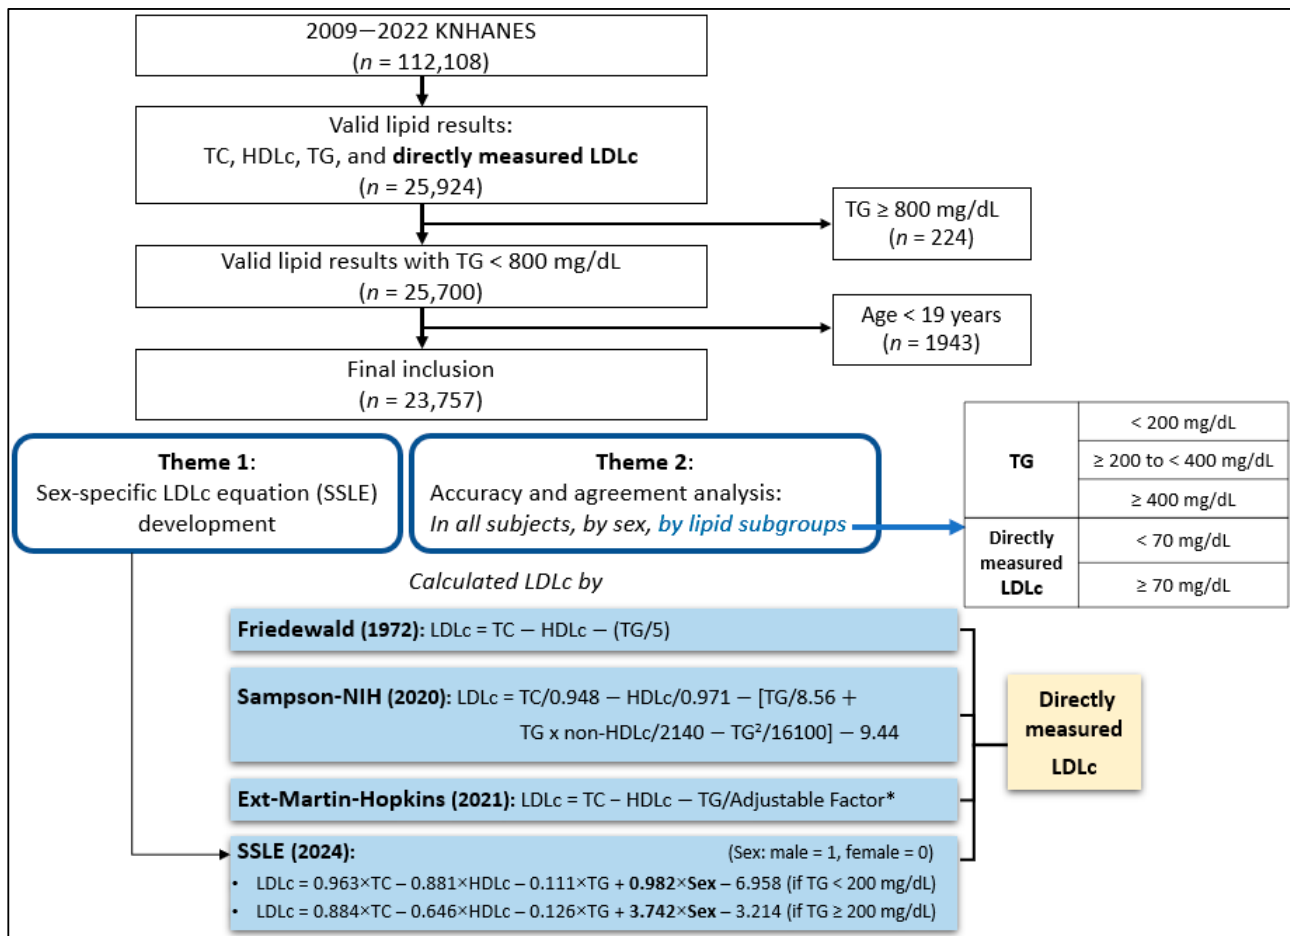 2009−2022 KNHANES
(n = 112,108)
Valid lipid results:
TC, HDLc, TG, and directly measured LDLc
(n = 25,924)
TG ≥ 800 mg/dL
(n = 224)
Valid lipid results with TG < 800 mg/dL
(n = 25,700)
Age < 19 years
(n = 1943)
Final inclusion
(n = 23,757)
Theme 1:
Sex-specific LDLc equation (SSLE)
development
Theme 2:
Accuracy and agreement analysis:
In all subjects, by sex, by lipid subgroups
TG
< 200 mg/dL
≥ 200 to < 400 mg/dL
≥ 400 mg/dL
Directly
measured
LDLc
< 70 mg/dL
≥ 70 mg/dL
Calculated LDLc by
Friedewald (1972): LDLc = TC − HDLc − (TG/5)
Sampson-NIH (2020): LDLc = TC/0.948 − HDLc/0.971 − [TG/8.56 +
TG x non-HDLc/2140 − TG²/16100] − 9.44
Ext-Martin-Hopkins (2021): LDLc = TC – HDLc − TG/Adjustable Factor*
SSLE (2024): (Sex: male = 1, female = 0)
• LDLc = 0.963×TC – 0.881×HDLc – 0.111×TG + 0.982×Sex – 6.958 (if TG < 200 mg/dL)
• LDLc = 0.884×TC – 0.646×HDLc – 0.126×TG + 3.742×Sex – 3.214 (if TG ≥ 200 mg/dL)
Directly
measured
LDLc